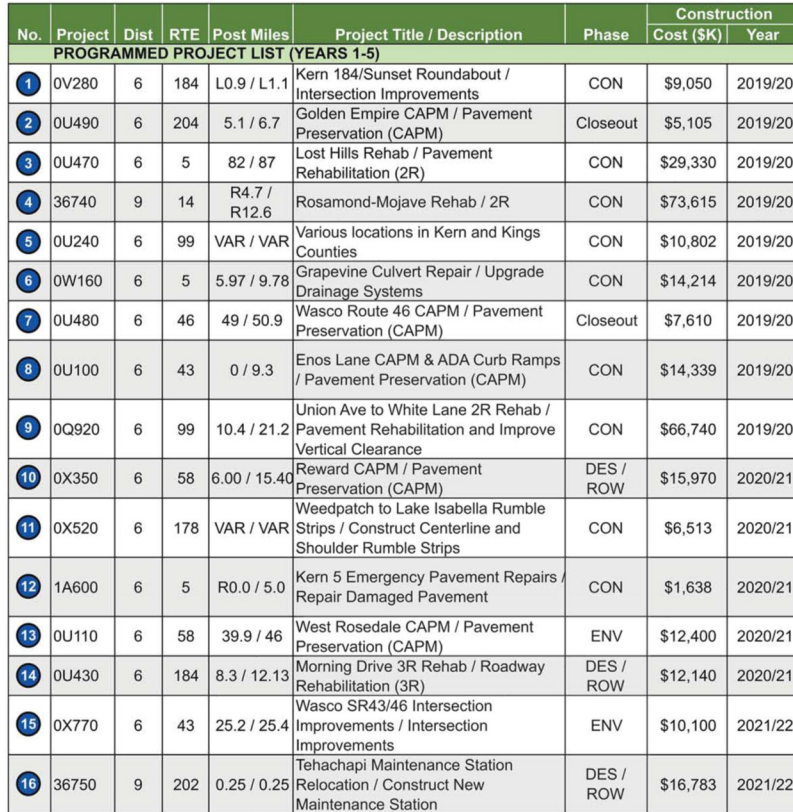 Construction
No. Project Dist RTE Post Miles Project Title / Description Phase Cost ($K) Year
PROGRAMMED PROJECT LIST (YEARS 1-5)
1 0V280 6 184 L0.9 / L1.1 Kern 184/Sunset Roundabout / CON $9,050 2019/20
Intersection Improvements
2 0U490 6 204 5.1 / 6.7 Golden Empire CAPM / Pavement Closeout $5,105 2019/20
Preservation (CAPM)
3 0U470 6 5 82 / 87 Lost Hills Rehab / Pavement CON $29,330 2019/20
Rehabilitation (2R)
4 36740 9 14 R4.7 / Rosamond-Mojave Rehab / 2R CON $73,615 2019/20
R12.6
5 0U240 6 99 VAR / VAR Various locations in Kern and Kings CON $10,802 2019/20
Counties
6 0W160 6 5 5.97 / 9.78 Grapevine Culvert Repair / Upgrade CON $14,214 2019/20
Drainage Systems
7 0U480 6 46 49 / 50.9 Wasco Route 46 CAPM / Pavement Closeout $7,610 2019/20
Preservation (CAPM)
8 0U100 6 43 0 / 9.3 Enos Lane CAPM & ADA Curb Ramps CON $14,339 2019/20
/ Pavement Preservation (CAPM)
Union Ave to White Lane 2R Rehab /
9 0Q920 6 99 10.4 / 21.2 Pavement Rehabilitation and Improve CON $66,740 2019/20
Vertical Clearance
10 0X350 6 58 6.00 / 15.40 Reward CAPM / Pavement DES / $15,970 2020/21
Preservation (CAPM) ROW
Weedpatch to Lake Isabella Rumble
11 0X520 6 178 VAR / VAR Strips / Construct Centerline and CON $6,513 2020/21
Shoulder Rumble Strips
12 1A600 6 5 R0.0 / 5.0 Kern 5 Emergency Pavement Repairs / CON $1,638 2020/21
Repair Damaged Pavement
13 0U110 6 58 39.9 / 46 West Rosedale CAPM / Pavement ENV $12,400 2020/21
Preservation (CAPM)
14 0U430 6 184 8.3 / 12.13 Morning Drive 3R Rehab / Roadway DES / $12,140 2020/21
Rehabilitation (3R) ROW
Wasco SR43/46 Intersection
15 0X770 6 43 25.2 / 25.4 Improvements / Intersection ENV $10,100 2021/22
Improvements
Tehachapi Maintenance Station DES /
16 36750 9 202 0.25 / 0.25 Relocation / Construct New $16,783 2021/22
Maintenance Station ROW